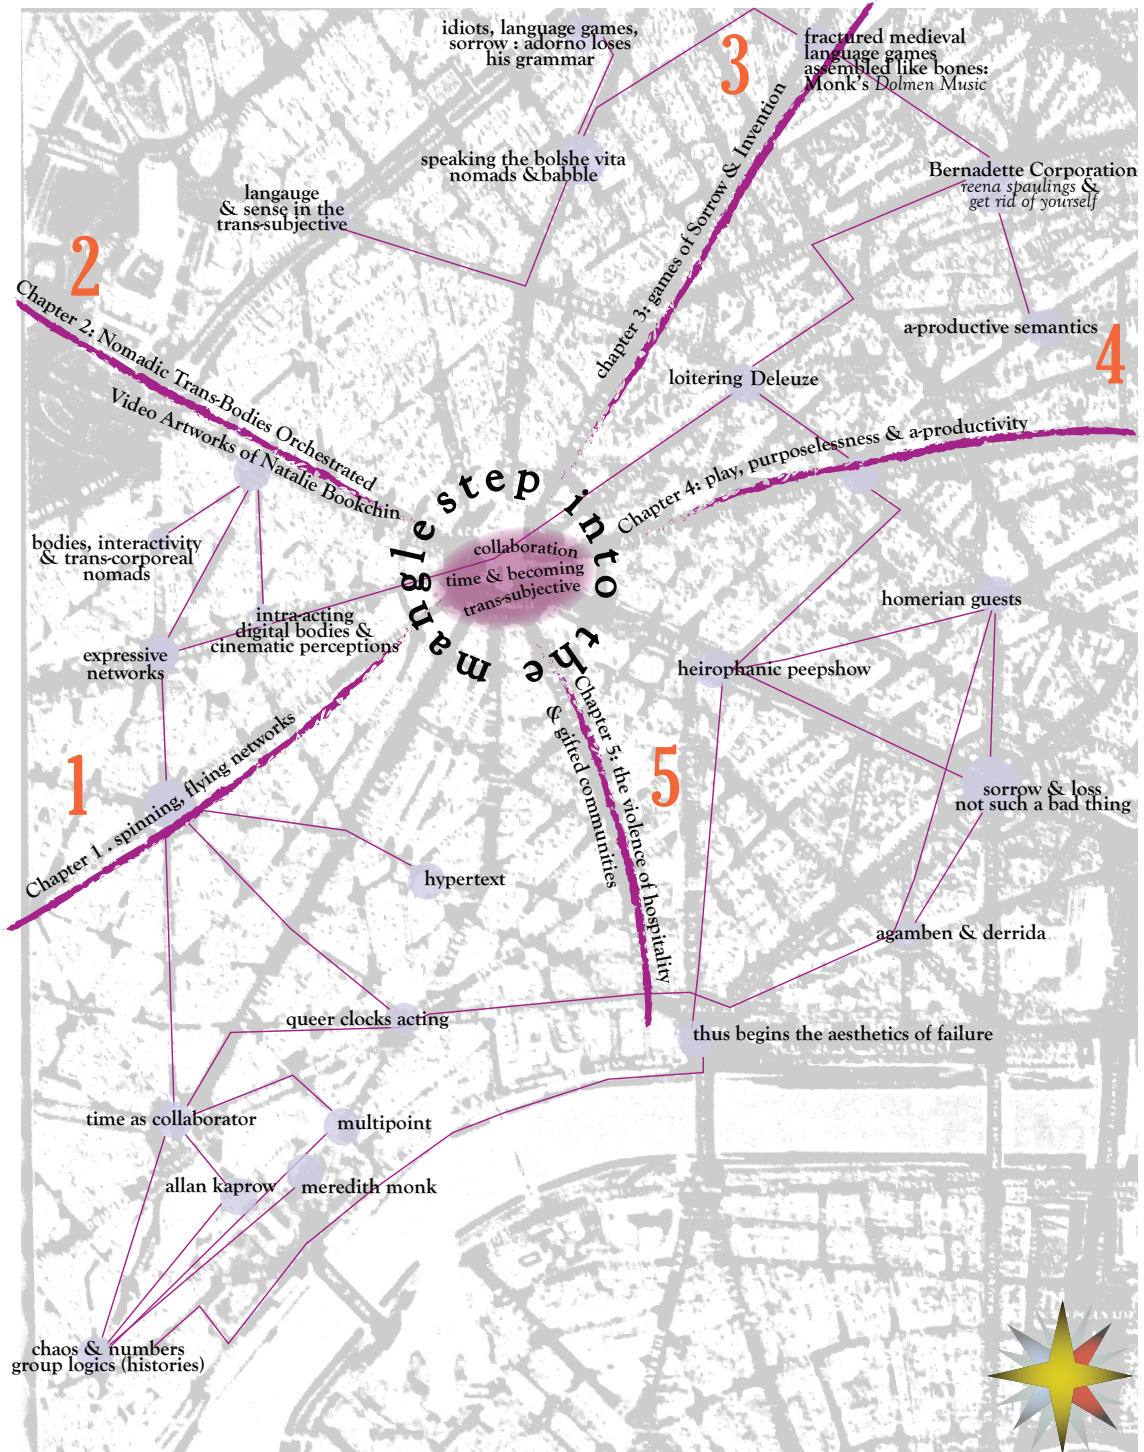 idiots, language games,
sorrow : adorno loses
his grammar
3
fractured medieval
language games
assembled like bones:
Monk's Dolmen Music
speaking the bolshe vita
nomads &babble
Bernadette Corporation
reena spaulings &
get rid of yourself
langauge
& sense in the
trans-subjective
2
chapter 3: games of Sorrow & Invention
Chapter 2: Nomadic Trans-Bodies Orchestrated
Video Artworks of Natalie Bookchin
a-productive semantics
4
loitering Deleuze
Chapter 4: play, purposelessness & a-productivity
step into the mangle
collaboration
time & becoming
trans-subjective
bodies, interactivity
& trans-corporeal
nomads
intra-acting
digital bodies &
cinematic perceptions
expressive
networks
homerian guests
heirophanic peepshow
1
Chapter 1 . spinning, flying networks
Chapter 5: the violence of hospitality
& gifted communities
5
sorrow & loss
not such a bad thing
hypertext
agamben & derrida
queer clocks acting
thus begins the aesthetics of failure
time as collaborator
multipoint
allan kaprow
meredith monk
chaos & numbers
group logics (histories)